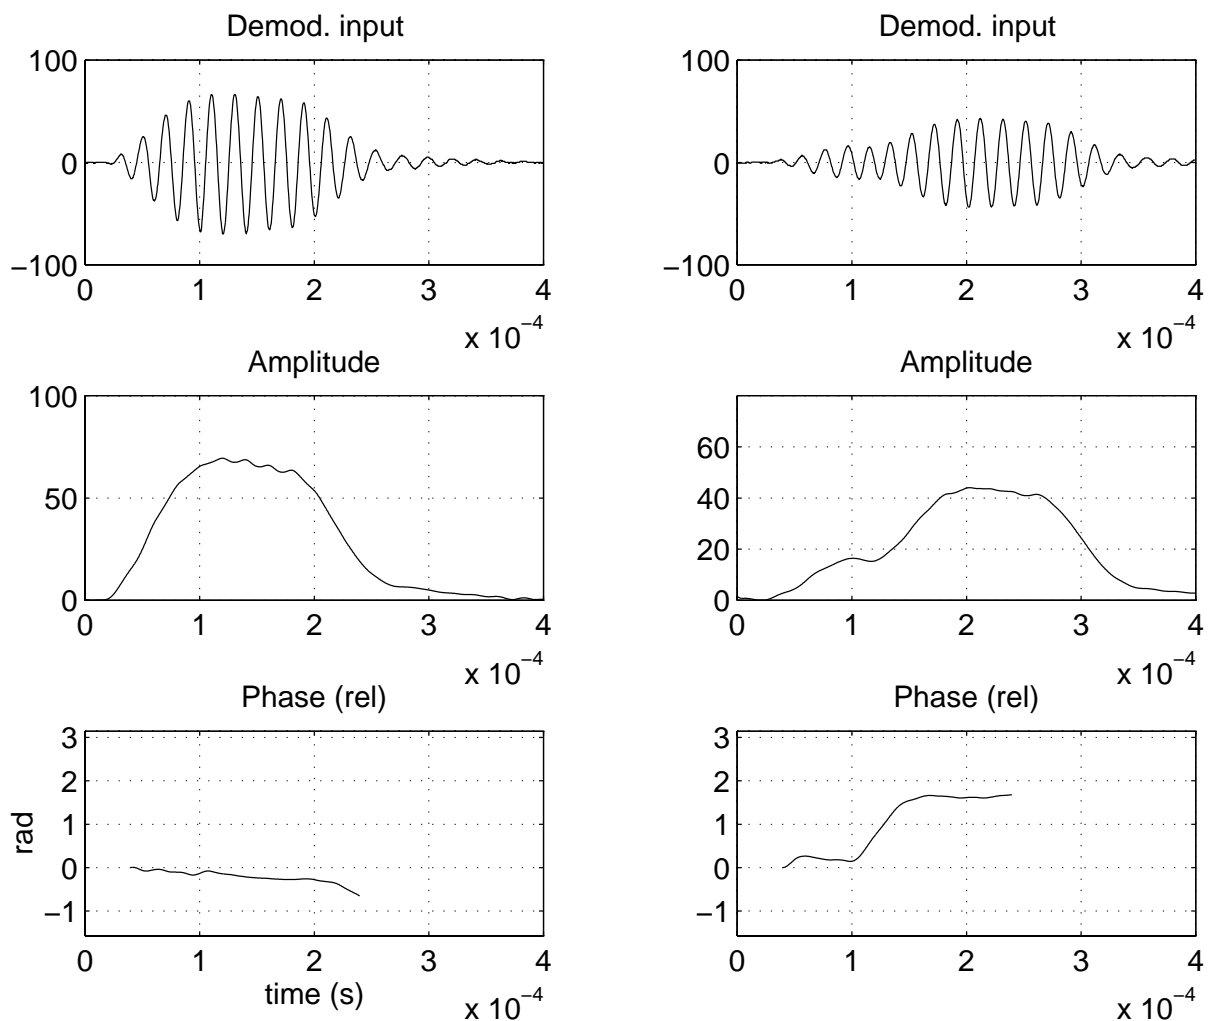 Demod. input
100
0
−100
0 1 2 3 4
x 10−4
Demod. input
100
0
−100
0 1 2 3 4
x 10−4
Amplitude
100
50
0
0 1 2 3 4
x 10−4
Amplitude
60
40
20
0
0 1 2 3 4
x 10−4
Phase (rel)
3
2
1
0
−1
rad
0 1 2 3 4
time (s)
x 10−4
Phase (rel)
3
2
1
0
−1
0 1 2 3 4
x 10−4